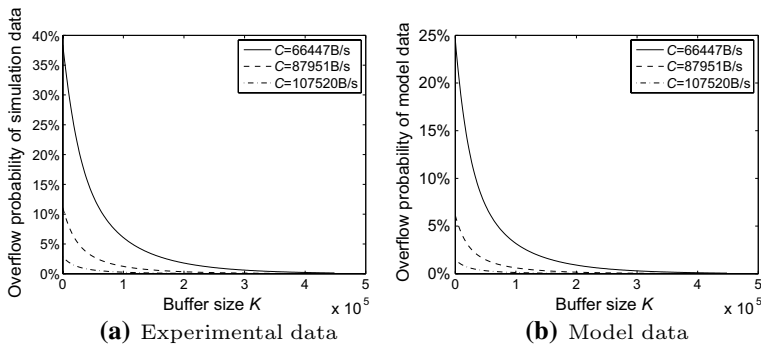 Overflow probability of simulation data
40%
35%
30%
25%
20%
15%
10%
5%
0%
C=66447B/s
C=87951B/s
C=107520B/s
0
1
2
3
4
5
Buffer size K
x 10^5
(a) Experimental data
Overflow probability of model data
25%
20%
15%
10%
5%
0%
C=66447B/s
C=87951B/s
C=107520B/s
0
1
2
3
4
5
Buffer size K
x 10^5
(b) Model data